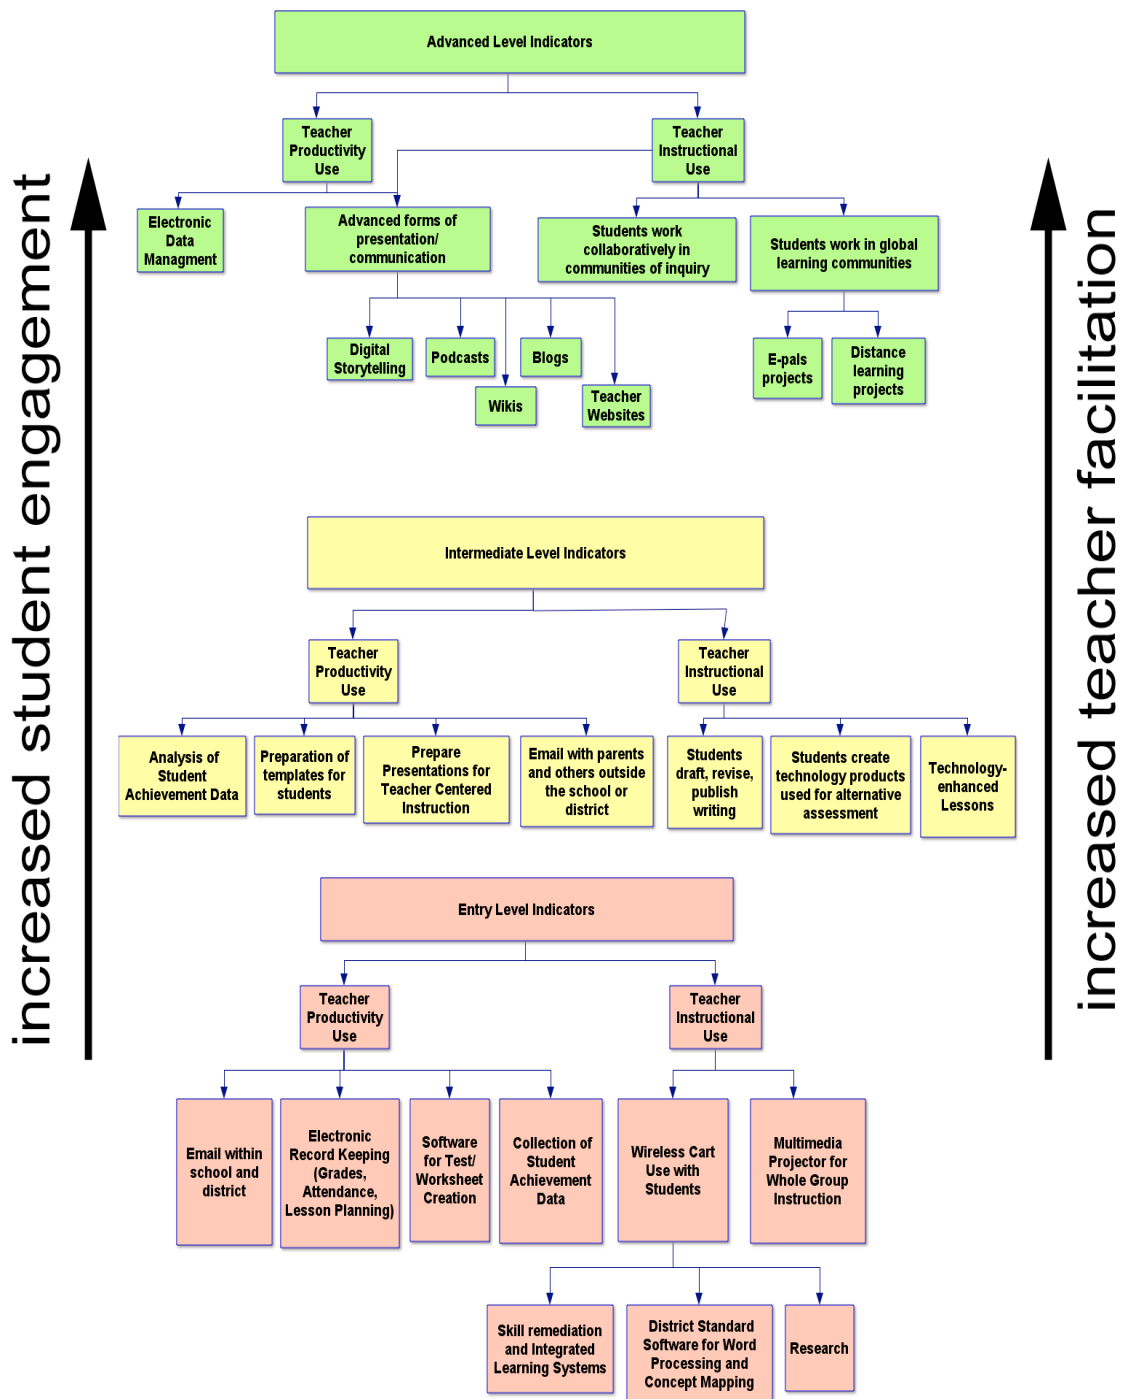 increased student engagement
increased teacher facilitation
Advanced Level Indicators
Teacher
Productivity
Use
Teacher
Instructional
Use
Electronic
Data
Managment
Advanced forms of
presentation/
communication
Students work
collaboratively in
communities of inquiry
Students work in global
learning communities
Digital
Storytelling
Podcasts
Wikis
Blogs
Teacher
Websites
E-pals
projects
Distance
learning
projects
Intermediate Level Indicators
Teacher
Productivity
Use
Teacher
Instructional
Use
Analysis of
Student
Achievement Data
Preparation of
templates for
students
Prepare
Presentations for
Teacher Centered
Instruction
Email with parents
and others outside
the school or
district
Students
draft, revise,
publish
writing
Students create
technology products
used for alternative
assessment
Technology-
enhanced
Lessons
Entry Level Indicators
Teacher
Productivity
Use
Teacher
Instructional
Use
Email within
school and
district
Electronic
Record Keeping
(Grades,
Attendance,
Lesson Planning)
Software
for Test/
Worksheet
Creation
Collection of
Student
Achievement
Data
Wireless Cart
Use with
Students
Multimedia
Projector for
Whole Group
Instruction
Skill remediation
and Integrated
Learning Systems
District Standard
Software for Word
Processing and
Concept Mapping
Research